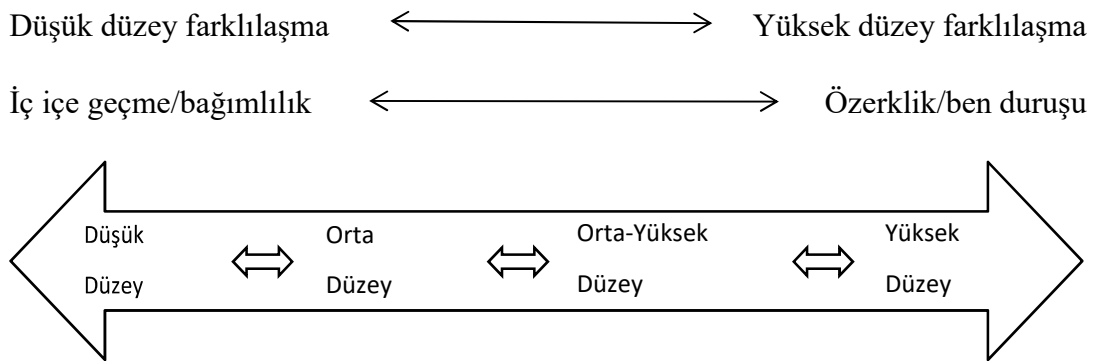 Düşük düzey farklılaşma Yüksek düzey farklılaşma
İç içe geçme/bağımlılık Özerklik/ben duruşu
Düşük Orta Orta-Yüksek Yüksek
Düzey Düzey Düzey Düzey